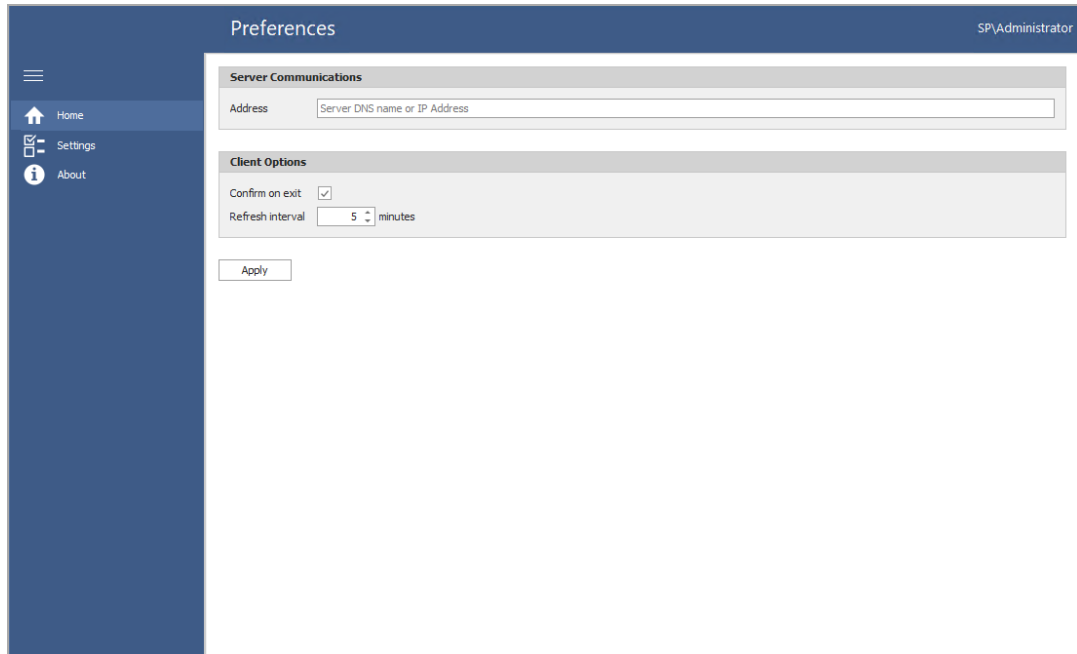 Preferences
SP\Administrator
Home
Settings
About
Server Communications
Address Server DNS name or IP Address
Client Options
Confirm on exit
Refresh interval 5 minutes
Apply